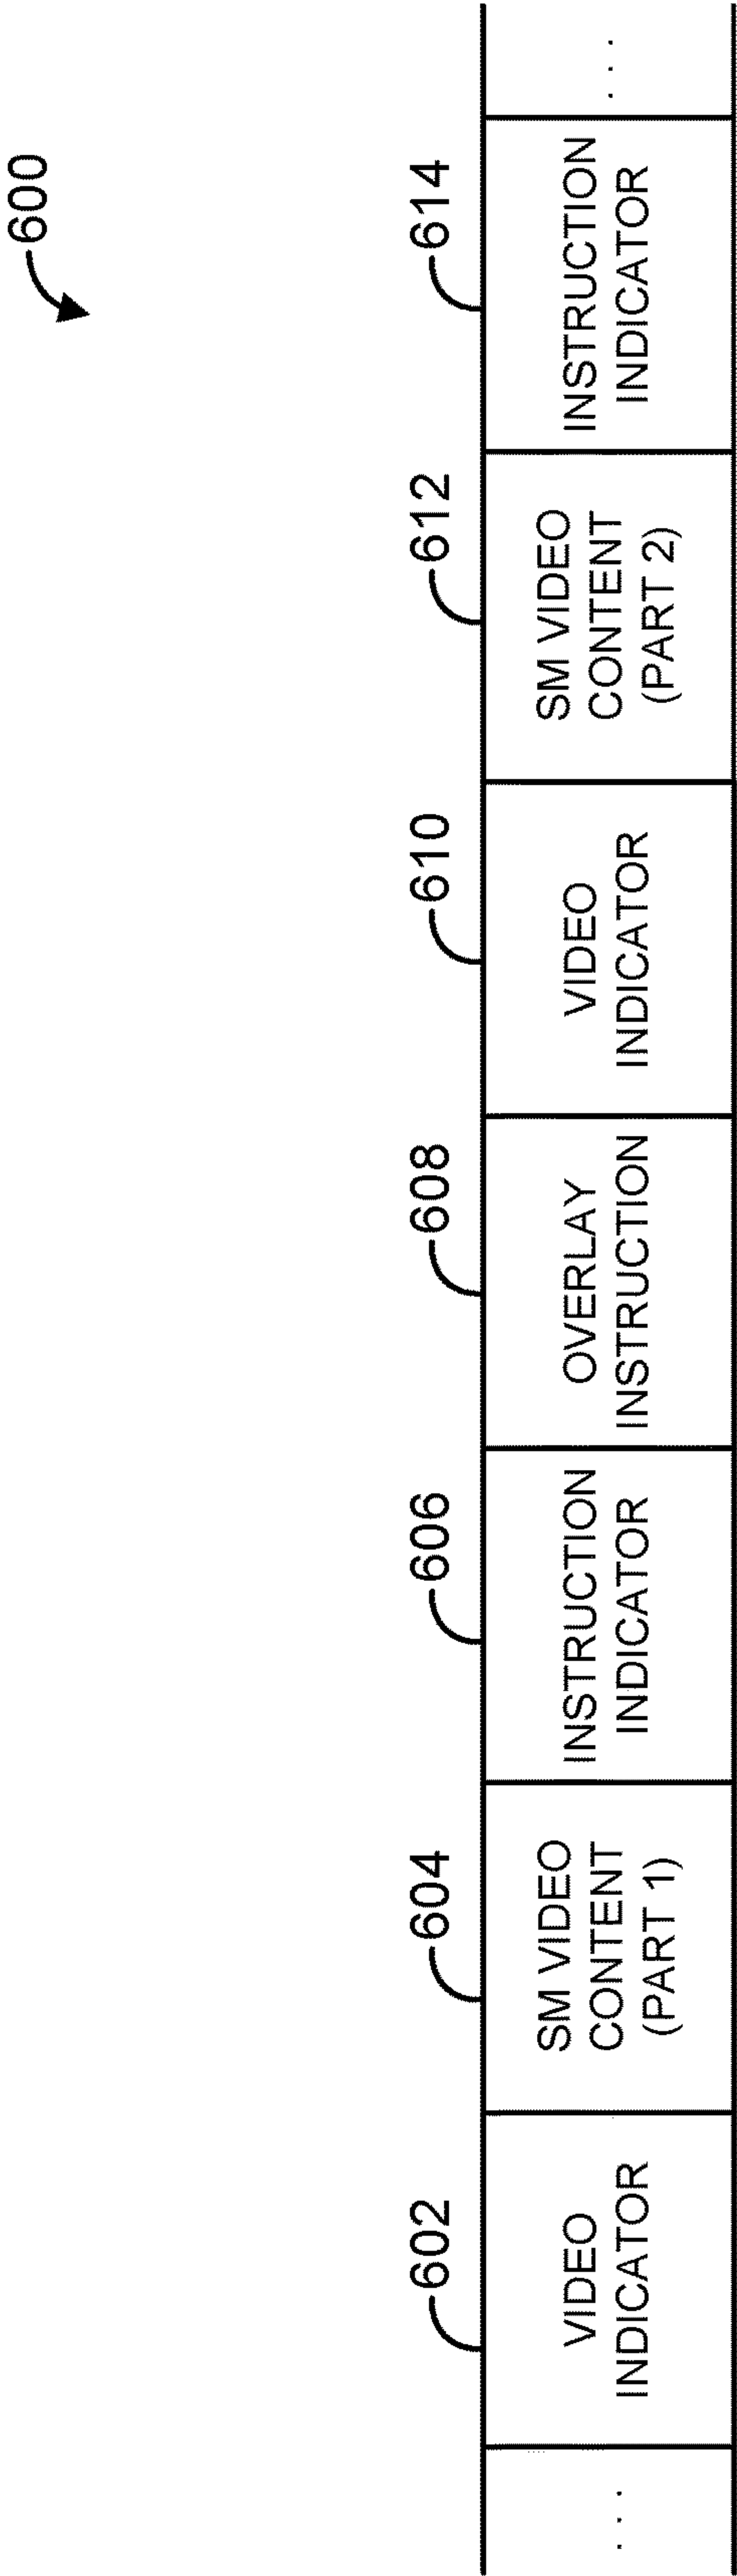 600
602
604
606
608
610
612
614
. . .
VIDEO
INDICATOR
SM VIDEO
CONTENT
(PART 1)
INSTRUCTION
INDICATOR
OVERLAY
INSTRUCTION
VIDEO
INDICATOR
SM VIDEO
CONTENT
(PART 2)
INSTRUCTION
INDICATOR
. . .